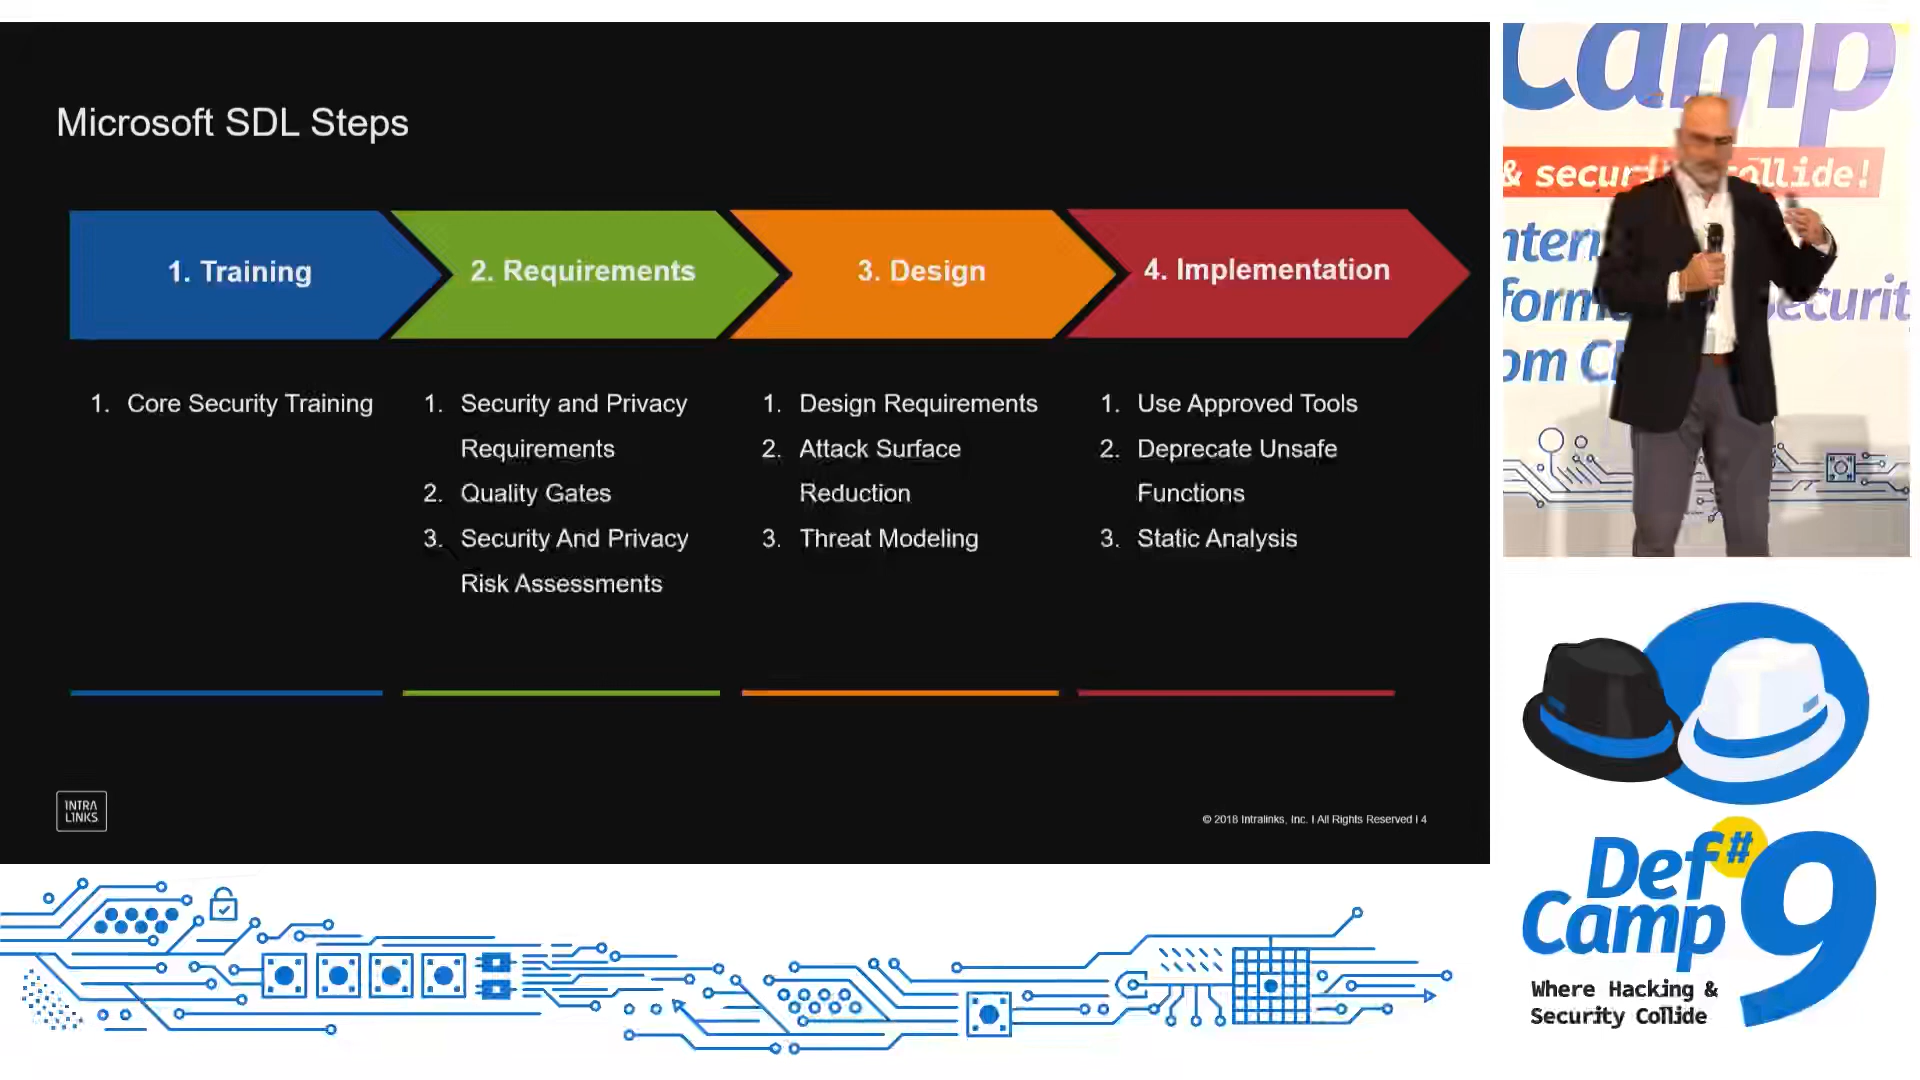 Microsoft SDL Steps
1. Training
2. Requirements
3. Design
4. Implementation
1. Core Security Training
1. Security and Privacy
Requirements
2. Quality Gates
3. Security And Privacy
Risk Assessments
1. Design Requirements
2. Attack Surface
Reduction
3. Threat Modeling
1. Use Approved Tools
2. Deprecate Unsafe
Functions
3. Static Analysis
INTRA
LINKS
© 2018 Intralinks, Inc. I All Rights Reserved I 4
Camp
& security collide!
Def
Camp
#9
Where Hacking &
Security Collide